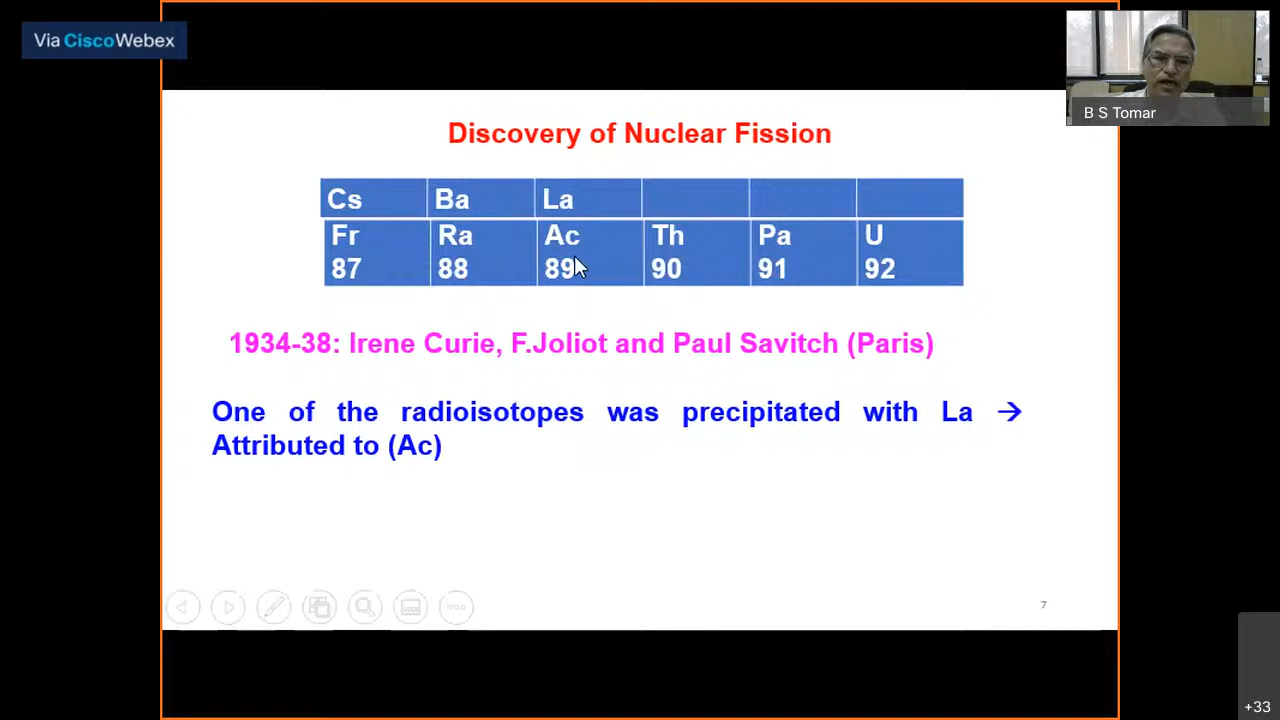 Via Cisco Webex
B S Tomar
Discovery of Nuclear Fission
Cs Ba La
Fr Ra Ac Th Pa U
87 88 89 90 91 92
1934-38: Irene Curie, F.Joliot and Paul Savitch (Paris)
One of the radioisotopes was precipitated with La →
Attributed to (Ac)
7
+33